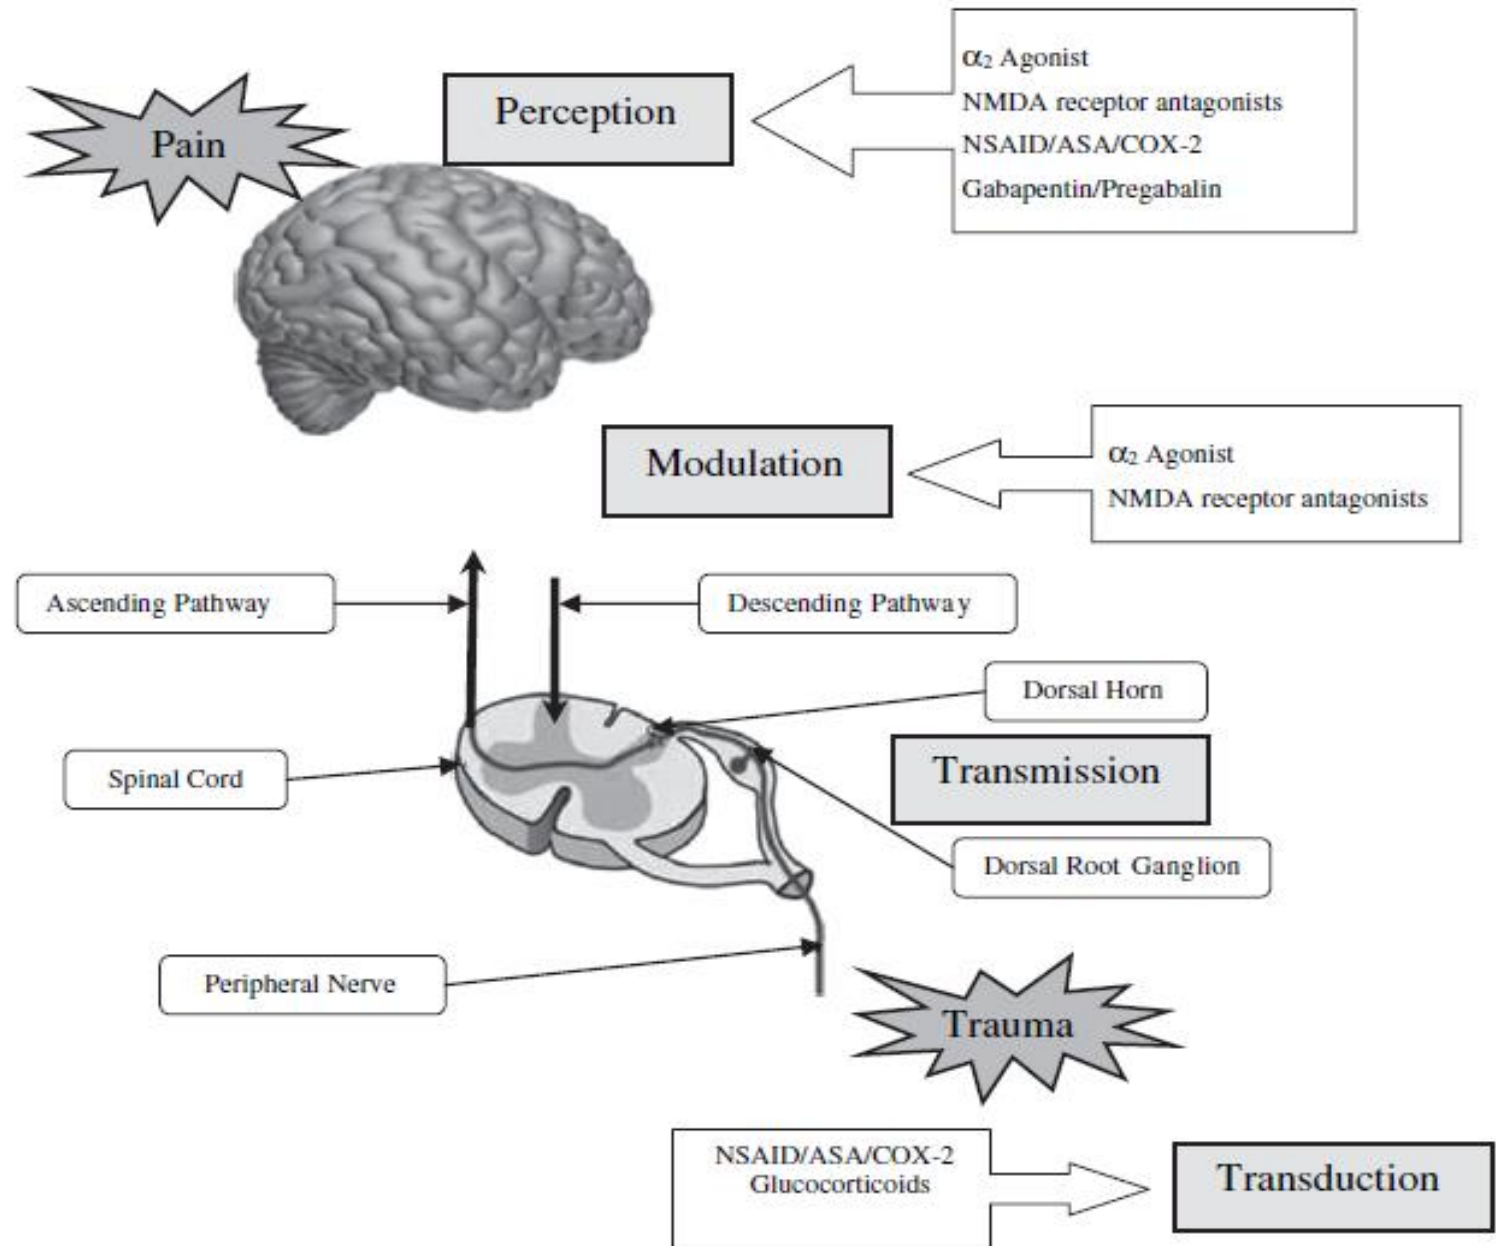 Pain
Perception
α₂ Agonist
NMDA receptor antagonists
NSAID/ASA/COX-2
Gabapentin/Pregabalin
Modulation
α₂ Agonist
NMDA receptor antagonists
Ascending Pathway
Descending Pathway
Dorsal Horn
Spinal Cord
Transmission
Dorsal Root Ganglion
Peripheral Nerve
Trauma
NSAID/ASA/COX-2
Glucocorticoids
Transduction